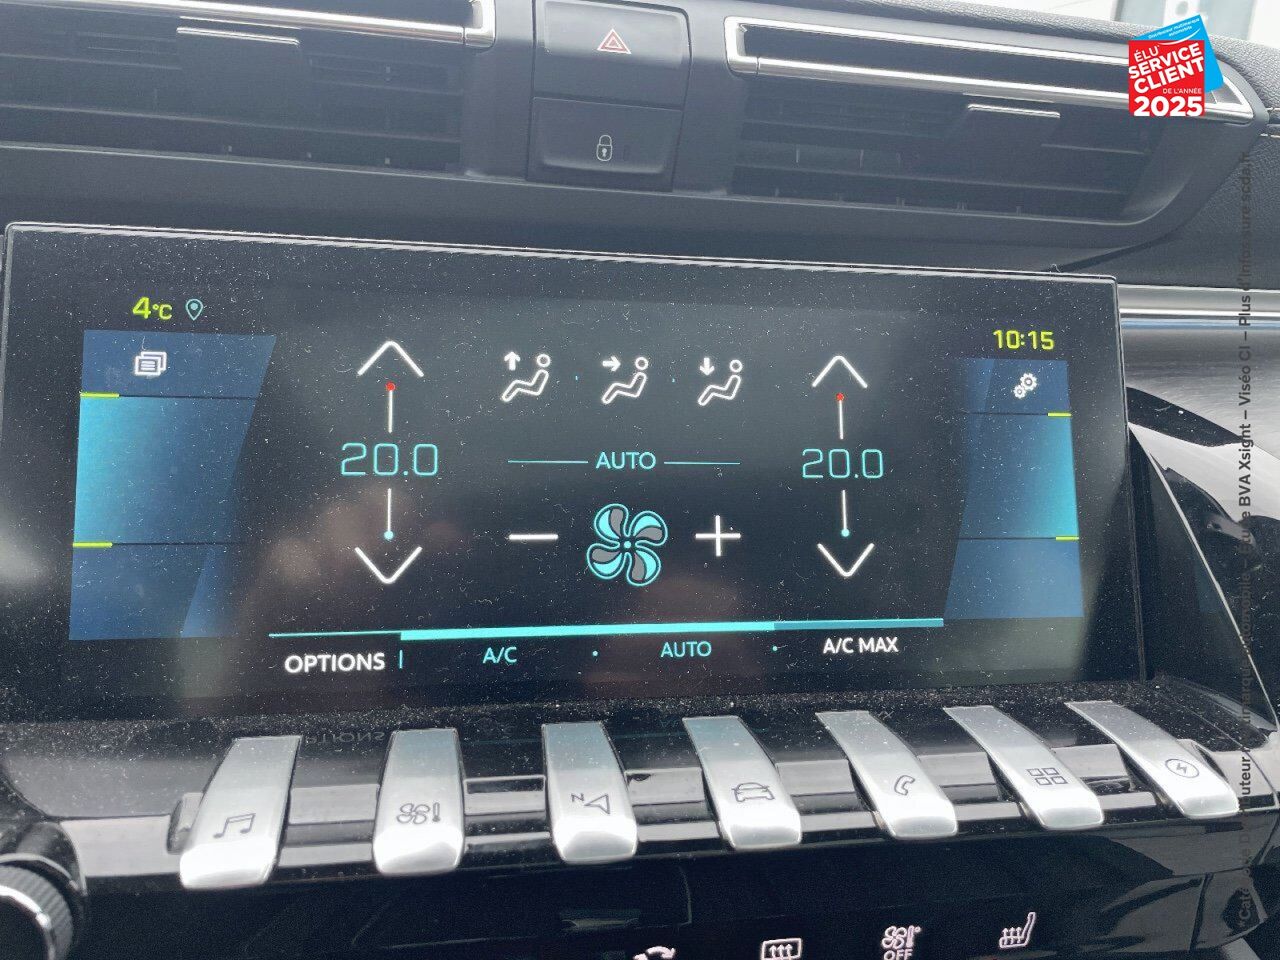 ÉLU
SERVICE
CLIENT
DE L'ANNÉE
2025
4°C
10:15
20.0
AUTO
20.0
OPTIONS
A/C
AUTO
A/C MAX
N
OFF